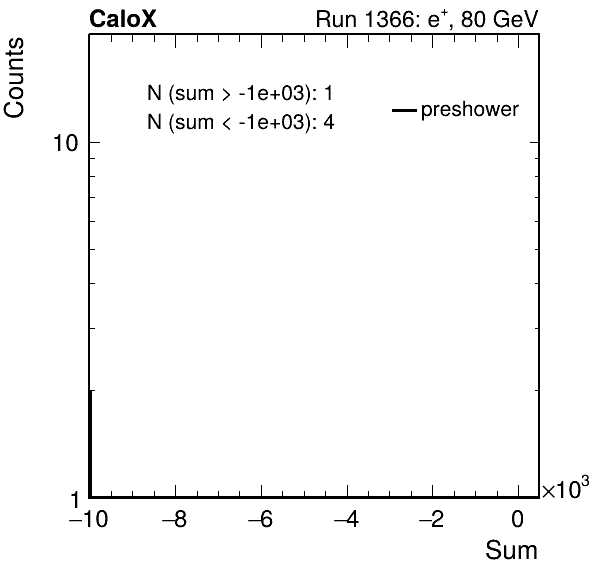 CaloX Run 1366: e⁺, 80 GeV
Counts
N (sum > -1e+03): 1
N (sum < -1e+03): 4
preshower
10
1
−10 −8 −6 −4 −2 0 ×10³
Sum